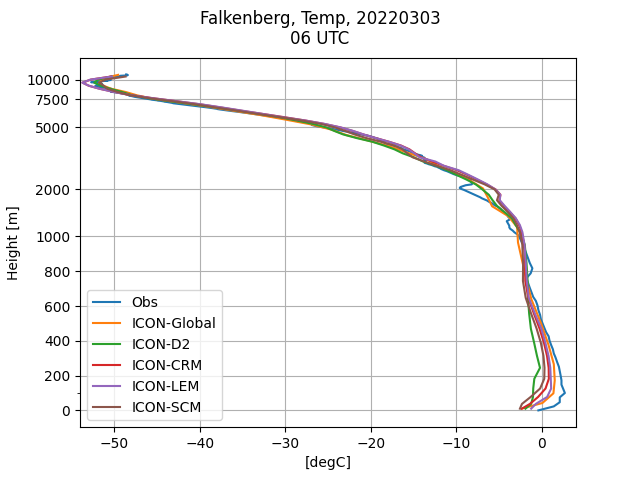 Falkenberg, Temp, 20220303
06 UTC
Height [m]
10000
7500
5000
2000
1000
800
600
400
200
0
Obs
ICON-Global
ICON-D2
ICON-CRM
ICON-LEM
ICON-SCM
−50
−40
−30
−20
−10
0
[degC]